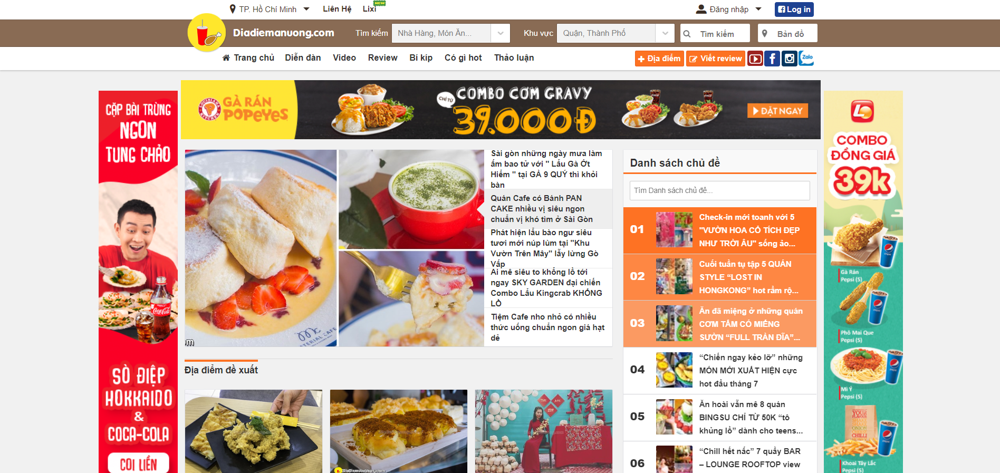 TP. Hồ Chí Minh
Liên Hệ
Lixi
NEW
Đăng nhập
Log in
Diadiemanuong.com
Tìm kiếm
Nhà Hàng, Món Ăn...
Khu vực
Quận, Thành Phố
Tìm kiếm
Bản đồ
Trang chủ
Diễn đàn
Video
Review
Bí kíp
Có gì hot
Thảo luận
Địa điểm
Viết review
Zalo
CẶP BÀI TRÙNG
NGON
TUNG CHẢO
Coca-Cola
SÒ ĐIỆP
HOKKAIDO
&
COCA-COLA
COI LIỀN
LOUISIANA
KITCHEN
GÀ RÁN
POPEYES
CHỈ TỪ
COMBO CƠM GRAVY
39.000Đ
ĐẶT NGAY
Sài gòn những ngày mưa làm
ấm bao tử với " Lẩu Gà Ớt
Hiểm " tại GÀ 9 QUÝ thì khỏi
bàn
Quán Cafe có Bánh PAN
CAKE nhiều vị siêu ngon
chuẩn vị khó tìm ở Sài Gòn
Phát hiện lẩu bào ngư siêu
tươi mới núp lùm tại "Khu
Vườn Trên Mây" lẫy lừng Gò
Vấp
Ai mê siêu to khổng lồ tới
ngay SKY GARDEN đại chiến
Combo Lẩu Kingcrab KHỔNG
LỒ
Tiệm Cafe nho nhỏ có nhiều
thức uống chuẩn ngon giá hạt
dẻ
Địa điểm đề xuất
Danh sách chủ đề
Tìm Danh sách chủ đề...
01
Check-in mới toanh với 5
"VƯỜN HOA CỔ TÍCH ĐẸP
NHƯ TRỜI ÂU" sống ảo...
02
Cuối tuần tụ tập 5 QUÁN
STYLE “LOST IN
HONGKONG” hot rầm rộ...
03
Ăn đã miệng ở những quán
CƠM TẤM CÓ MIẾNG
SƯỜN “FULL TRÀN ĐĨA”...
04
“Chiến ngay kẻo lỡ” những
MÓN MỚI XUẤT HIỆN cực
hot đầu tháng 7
05
Ăn hoài vẫn mê 8 quán
BINGSU CHỈ TỪ 50K “tô
khủng lồ” dành cho teens...
06
“Chill hết nấc” 7 quầy BAR
– LOUNGE ROOFTOP view
COMBO
ĐỒNG GIÁ
39k
Gà Rán
Pepsi (S)
Phô Mai Que
Pepsi (S)
Mì Ý
Pepsi (S)
Khoai Tây Lắc
Pepsi (S)